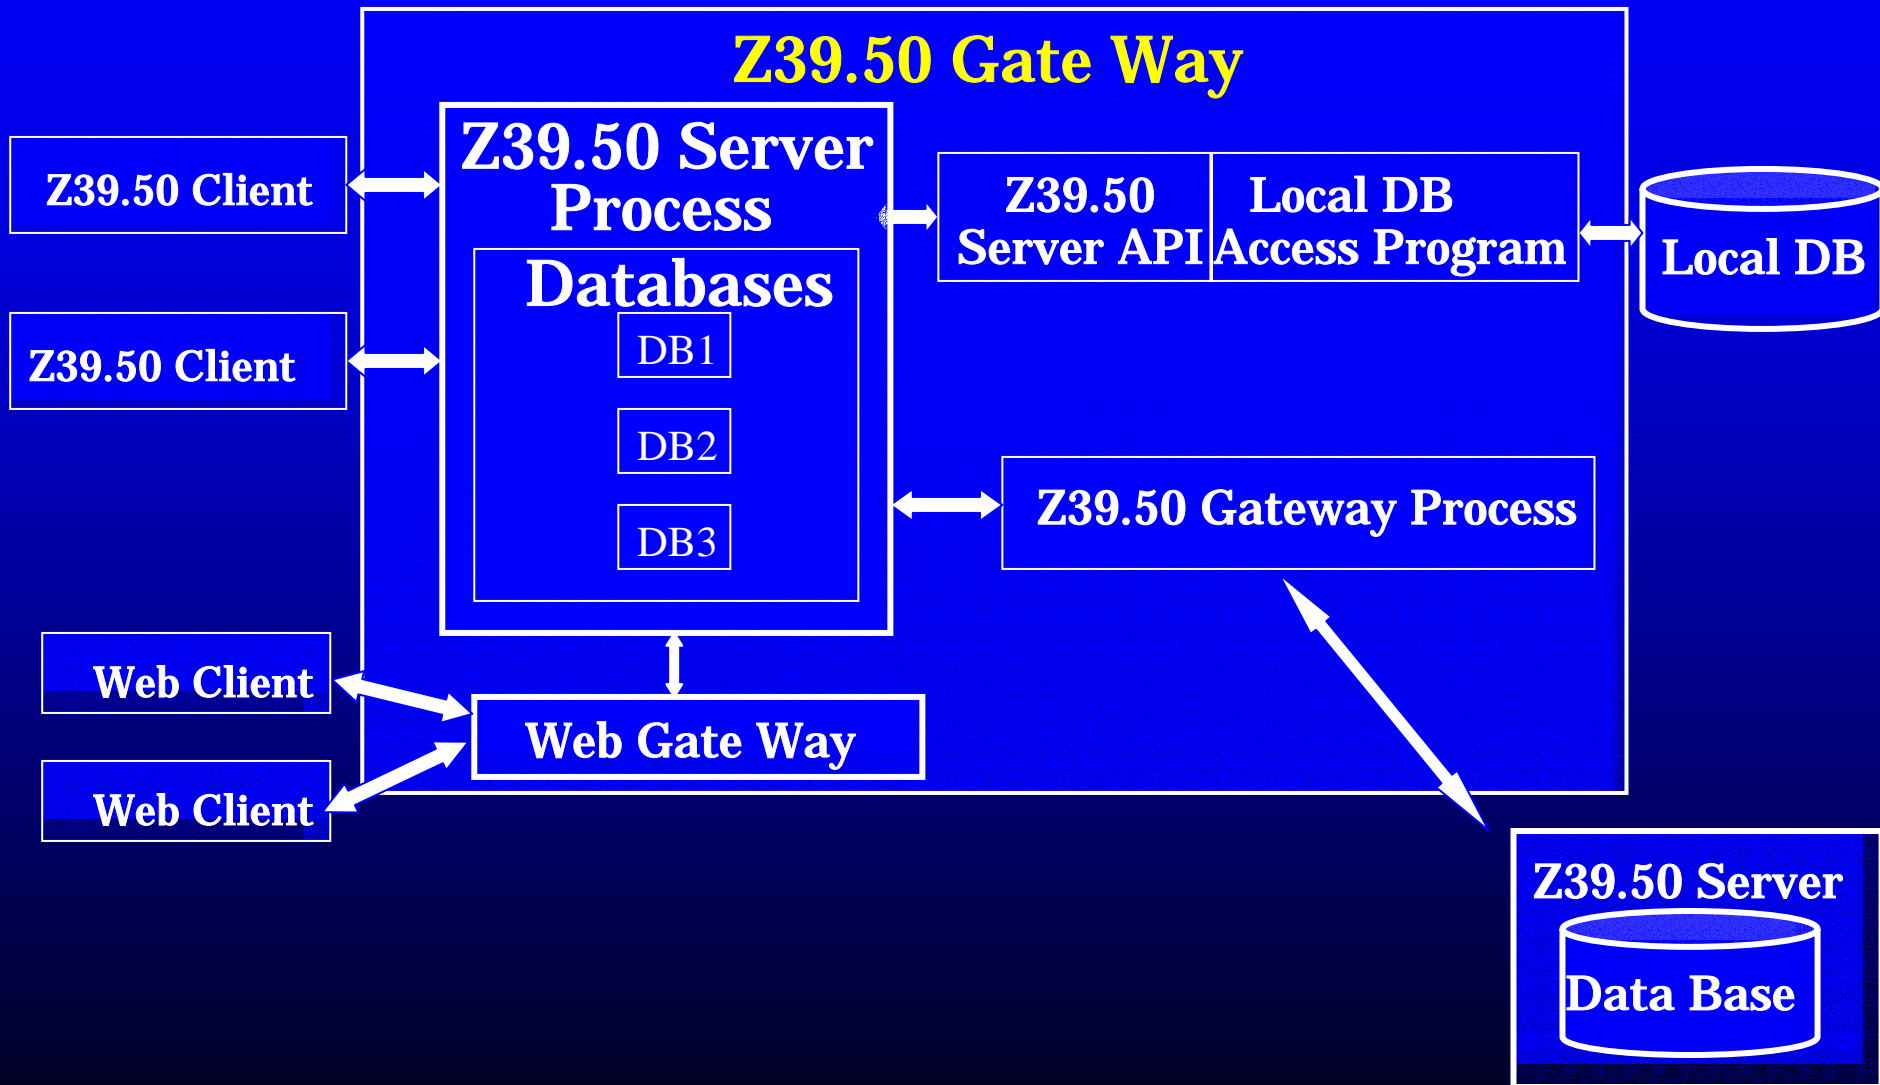 Z39.50 Gate Way
Z39.50 Client
Z39.50 Client
Web Client
Web Client
Z39.50 Server
Process
Databases
DB1
DB2
DB3
Web Gate Way
Z39.50
Server API
Local DB
Access Program
Local DB
Z39.50 Gateway Process
Z39.50 Server
Data Base